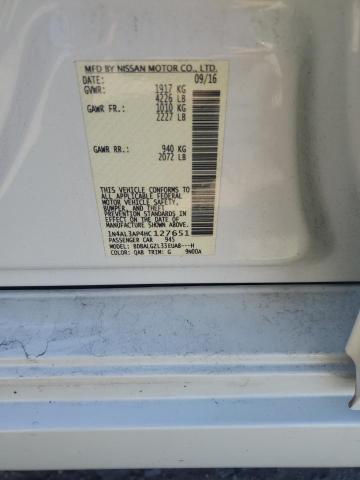 MFD BY NISSAN MOTOR CO., LTD.
DATE: 09/16
GVWR: 1917 KG
4226 LB
GAWR FR.: 1010 KG
2227 LB
GAWR RR.: 940 KG
2072 LB
THIS VEHICLE CONFORMS TO ALL
APPLICABLE FEDERAL
MOTOR VEHICLE SAFETY,
BUMPER, AND THEFT
PREVENTION STANDARDS
IN EFFECT ON THE DATE OF
MANUFACTURE SHOWN ABOVE.
1N4AL3AP4HC127651
PASSENGER CAR 945
MODEL: BDBALGZL33EUA8---H
COLOR: QAB TRIM: G 9N00A